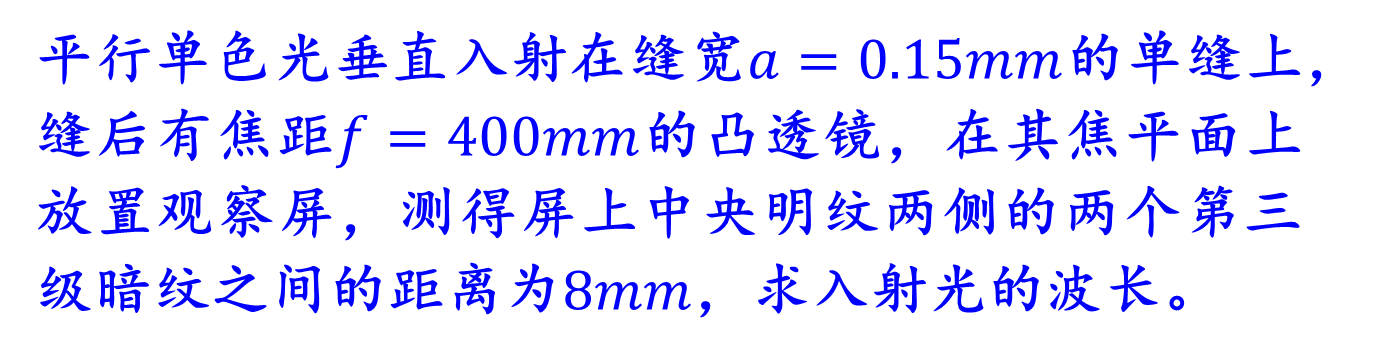 平行单色光垂直入射在缝宽a = 0.15mm的单缝上,
缝后有焦距f = 400mm的凸透镜，在其焦平面上
放置观察屏，测得屏上中央明纹两侧的两个第三
级暗纹之间的距离为8mm，求入射光的波长。